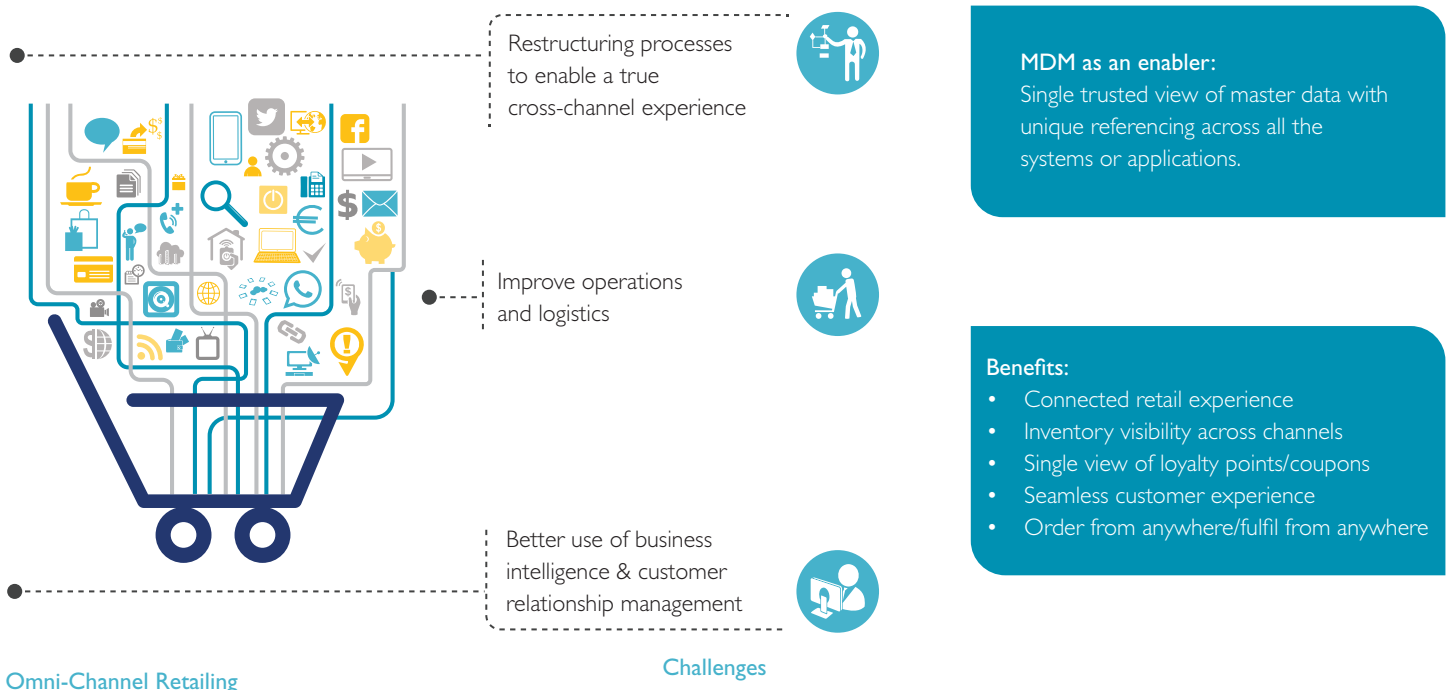 Restructuring processes
to enable a true
cross-channel experience
Improve operations
and logistics
Better use of business
intelligence & customer
relationship management
MDM as an enabler:
Single trusted view of master data with
unique referencing across all the
systems or applications.
Benefits:
• Connected retail experience
• Inventory visibility across channels
• Single view of loyalty points/coupons
• Seamless customer experience
• Order from anywhere/fulfil from anywhere
Omni-Channel Retailing
Challenges